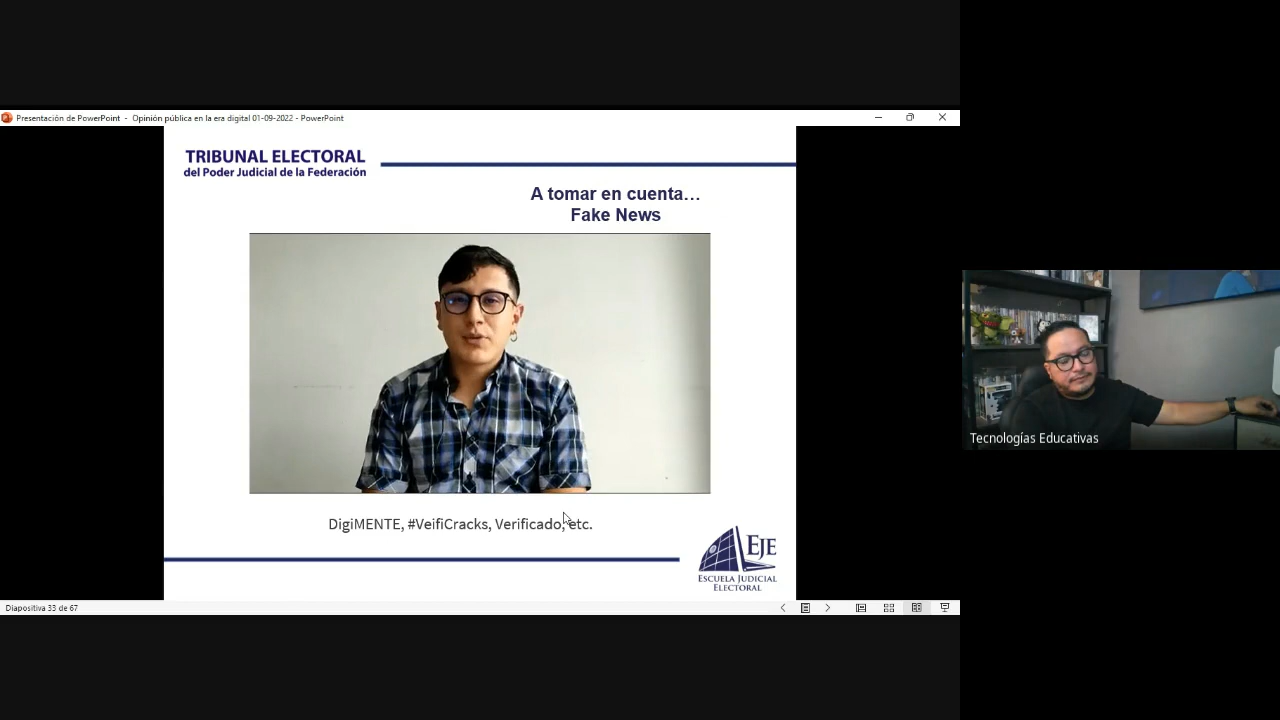 Presentación de PowerPoint - Opinión pública en la era digital 01-09-2022 - PowerPoint
TRIBUNAL ELECTORAL
del Poder Judicial de la Federación
A tomar en cuenta…
Fake News
DigiMENTE, #VeifiCracks, Verificado, etc.
EJE
ESCUELA JUDICIAL
ELECTORAL
Diapositiva 33 de 67
Tecnologías Educativas